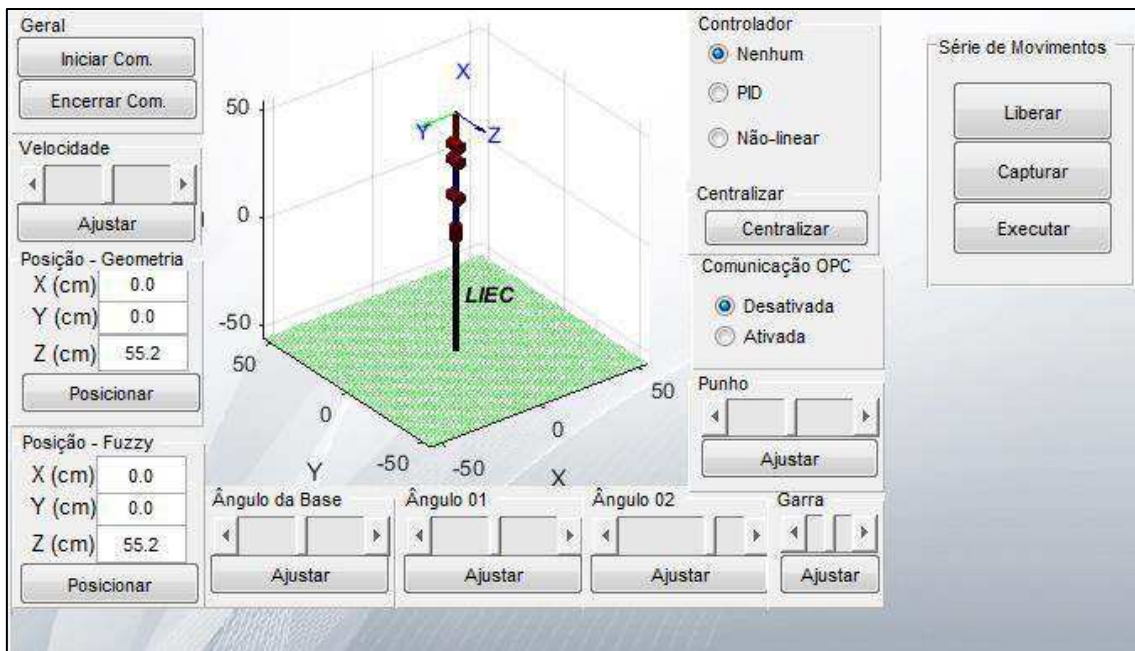 Geral
Iniciar Com.
Encerrar Com.
Velocidade
Ajustar
Posição - Geometria
X (cm) 0.0
Y (cm) 0.0
Z (cm) 55.2
Posicionar
Posição - Fuzzy
X (cm) 0.0
Y (cm) 0.0
Z (cm) 55.2
Posicionar
X
Y
Z
50
0
-50
LIEC
50
0
-50
Y
-50
0
50
X
Ângulo da Base
Ajustar
Ângulo 01
Ajustar
Ângulo 02
Ajustar
Garra
Ajustar
Controlador
Nenhum
PID
Não-linear
Centralizar
Centralizar
Comunicação OPC
Desativada
Ativada
Punho
Ajustar
Série de Movimentos
Liberar
Capturar
Executar